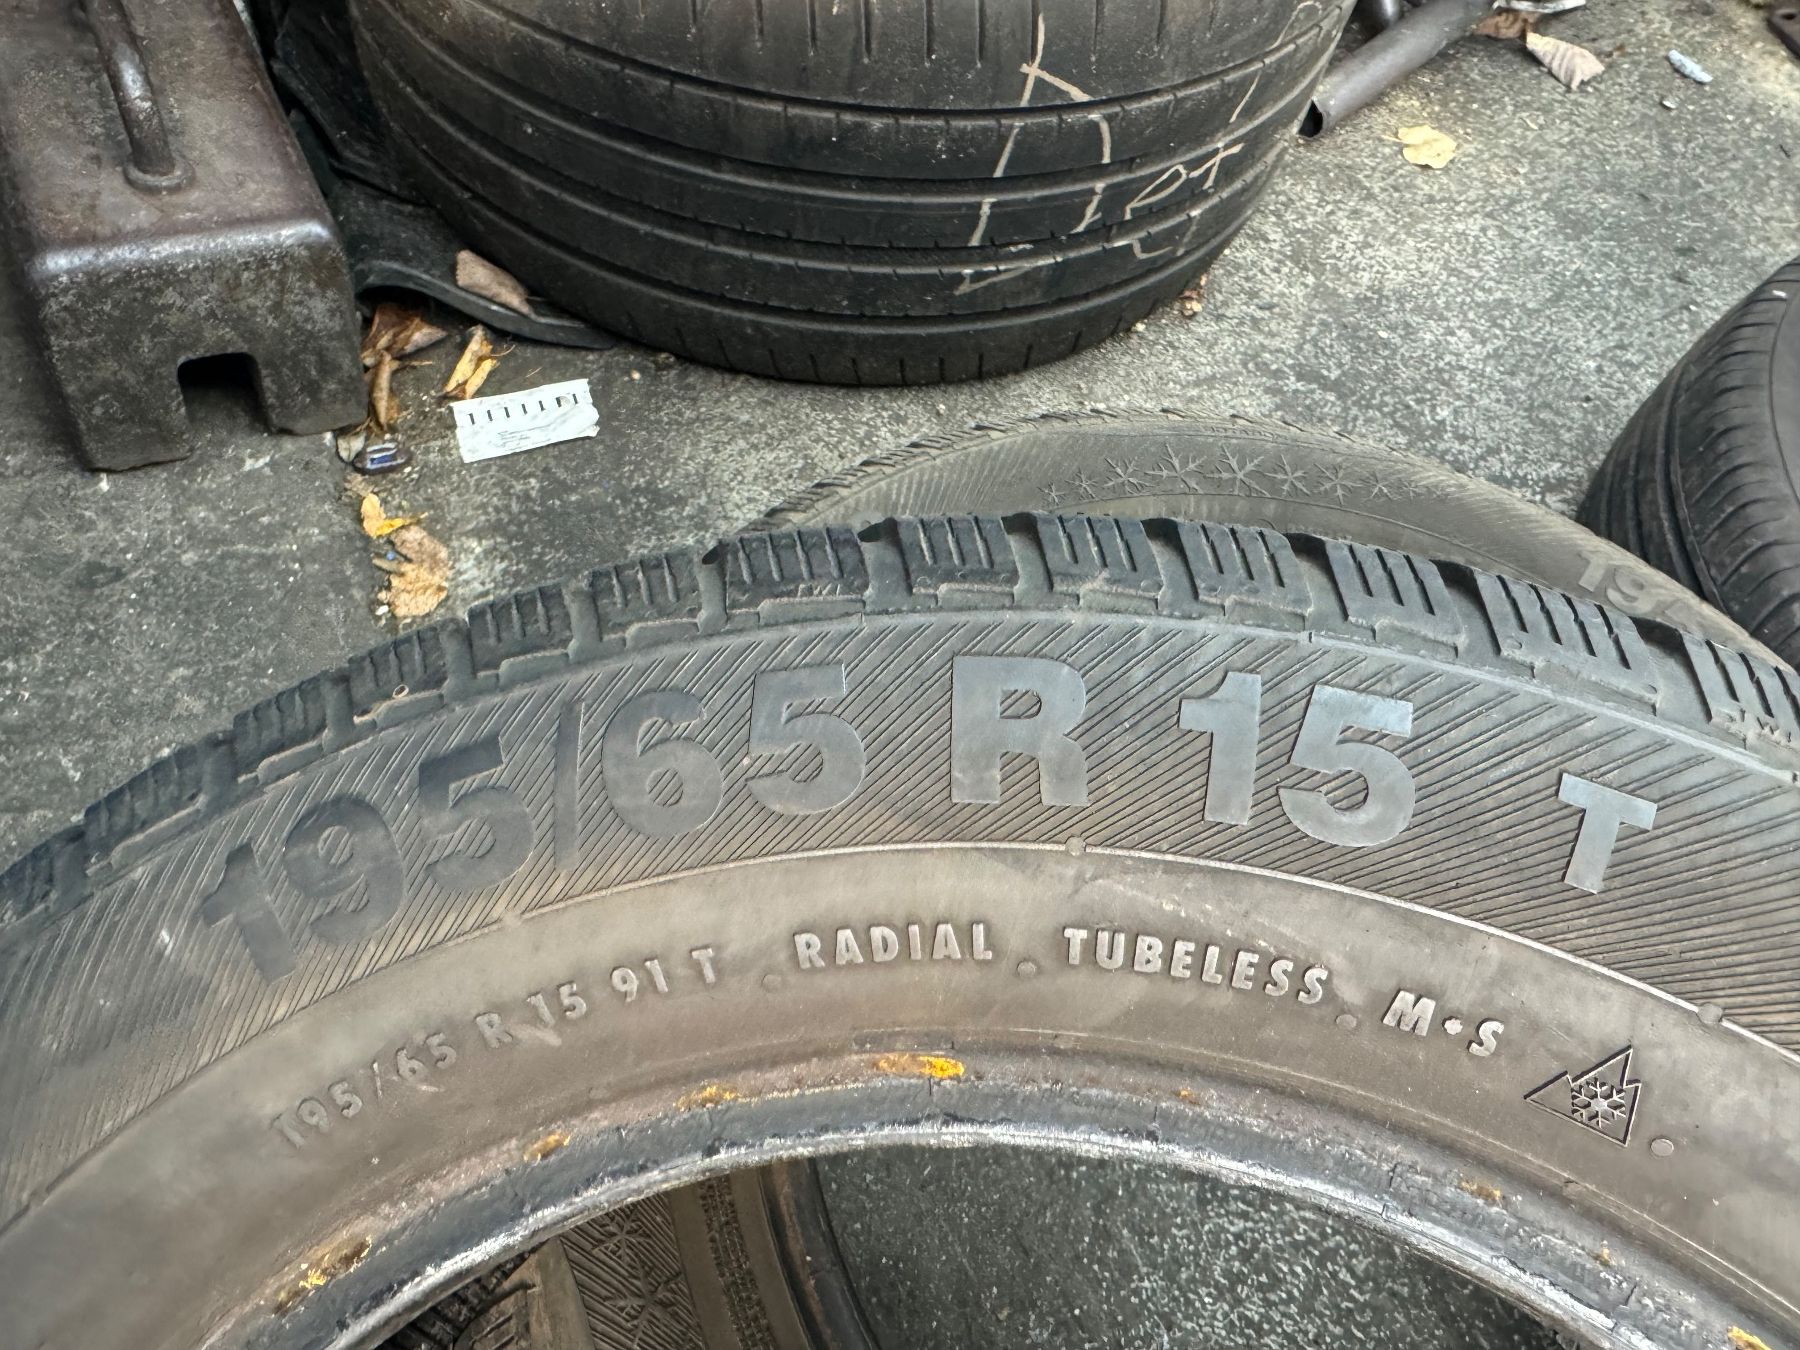 195/65 R 15 T
195/65 R 15 91 T RADIAL TUBELESS M•S